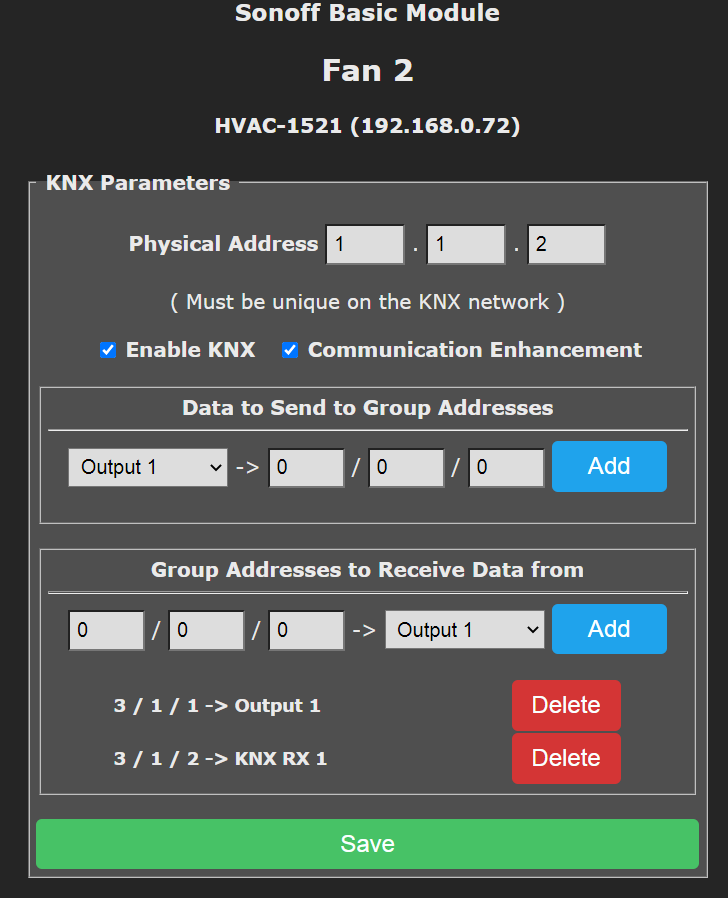 Sonoff Basic Module
Fan 2
HVAC-1521 (192.168.0.72)
KNX Parameters
Physical Address 1 . 1 . 2
( Must be unique on the KNX network )
Enable KNX Communication Enhancement
Data to Send to Group Addresses
Output 1 -> 0 / 0 / 0 Add
Group Addresses to Receive Data from
0 / 0 / 0 -> Output 1 Add
3 / 1 / 1 -> Output 1 Delete
3 / 1 / 2 -> KNX RX 1 Delete
Save